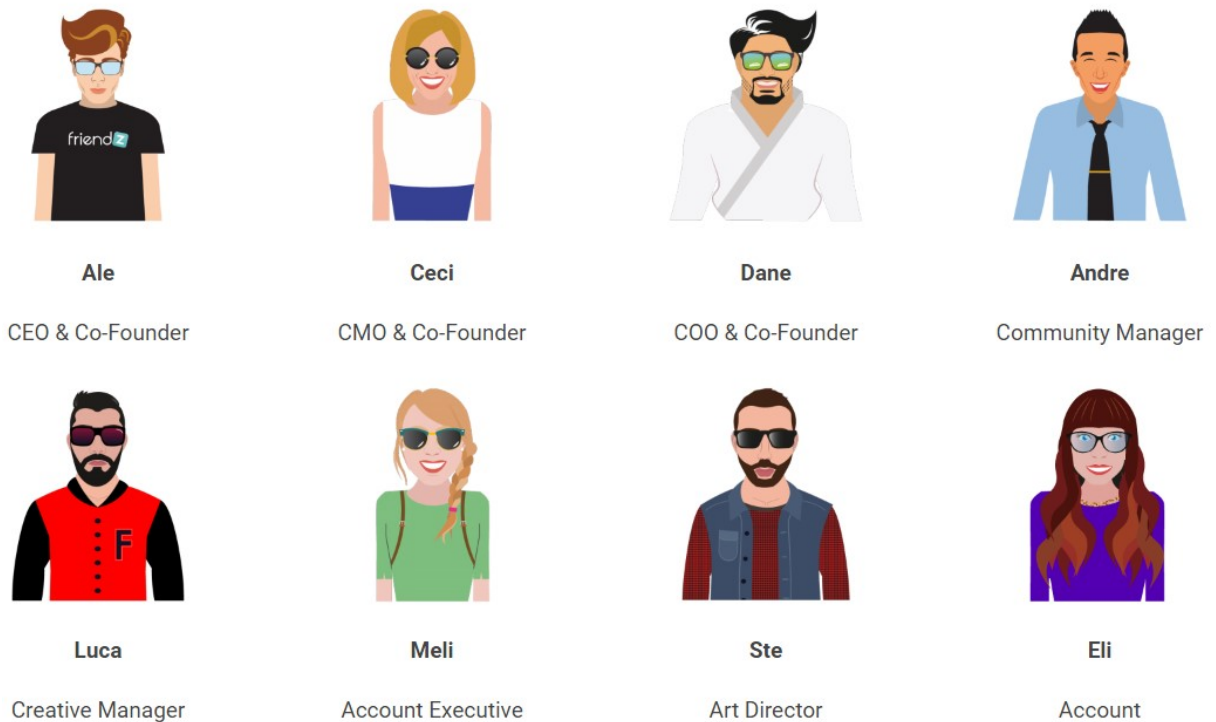 friendz
Ale
Ceci
Dane
Andre
CEO & Co-Founder
CMO & Co-Founder
COO & Co-Founder
Community Manager
F
Luca
Meli
Ste
Eli
Creative Manager
Account Executive
Art Director
Account